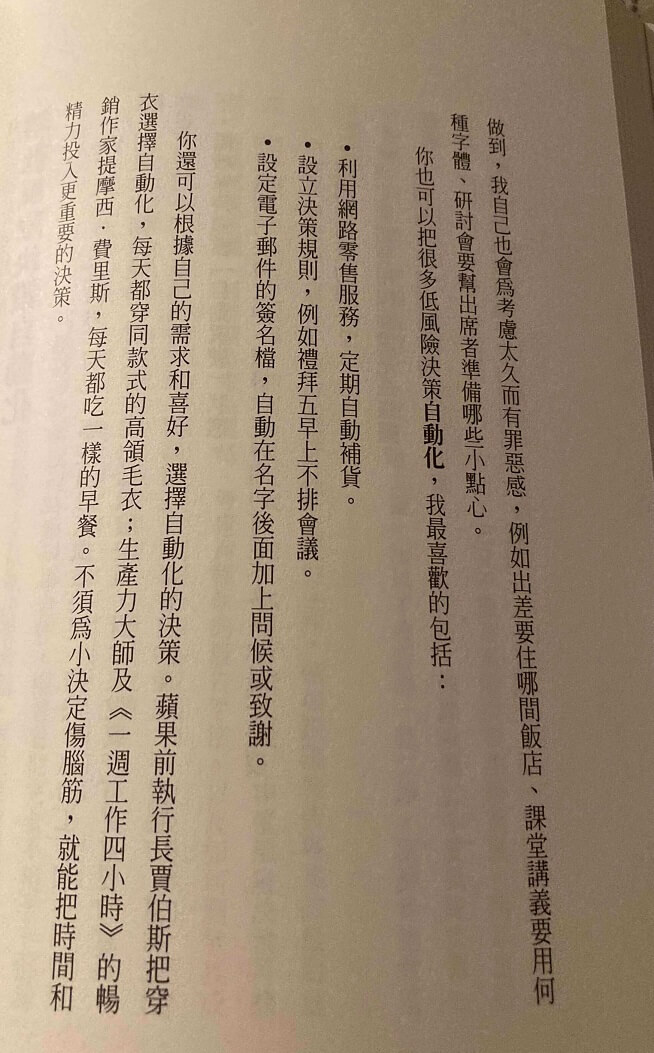 做到，我自己也會為考慮太久而有罪惡感，例如出差要住哪間飯店、課堂講義要用何
種字體、研討會要幫出席者準備哪些小點心。
你也可以把很多低風險決策自動化，我最喜歡的包括：
•利用網路零售服務，定期自動補貨。
•設立決策規則，例如禮拜五早上不排會議。
•設定電子郵件的簽名檔，自動在名字後面加上問候或致謝。
你還可以根據自己的需求和喜好，選擇自動化的決策。蘋果前執行長賈伯斯把穿
衣選擇自動化，每天都穿同款式的高領毛衣；生產力大師及《一週工作四小時》的暢
銷作家提摩西．費里斯，每天都吃一樣的早餐。不須為小決定傷腦筋，就能把時間和
精力投入更重要的決策。